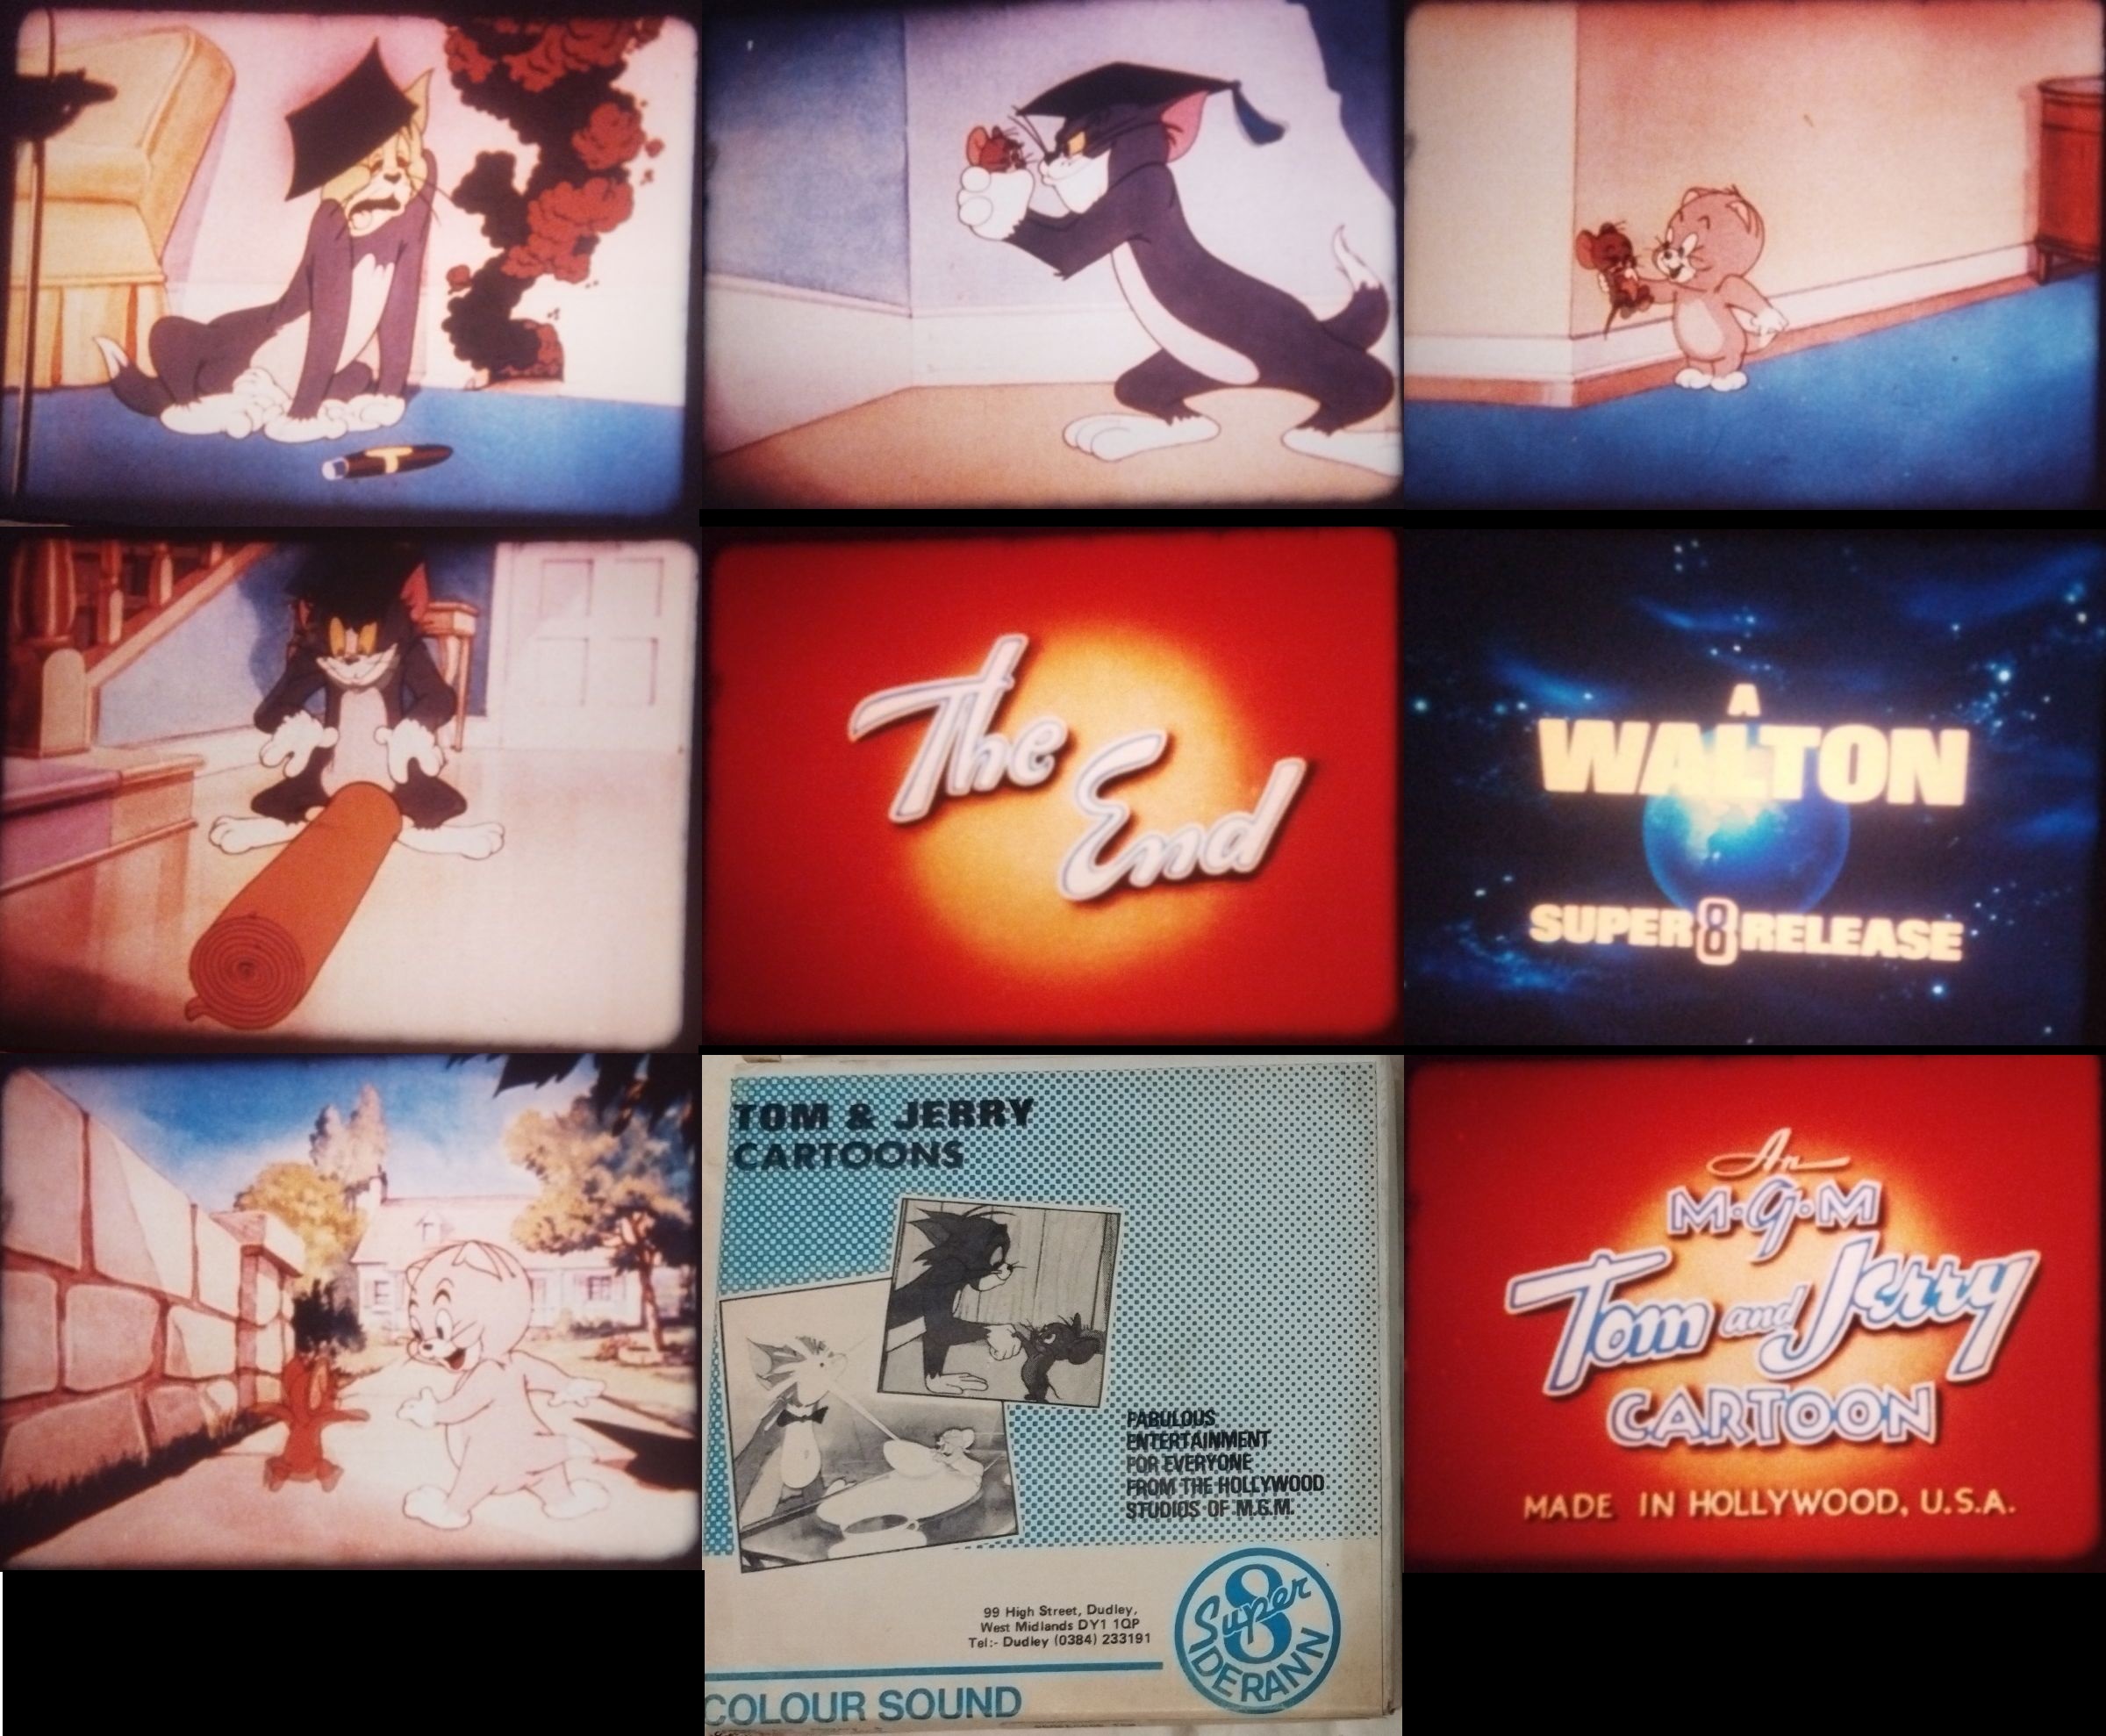 The
End
A
WALTON
SUPER 8 RELEASE
TOM & JERRY
CARTOONS
FABULOUS
ENTERTAINMENT
FOR EVERYONE
FROM THE HOLLYWOOD
STUDIOS OF M.G.M.
99 High Street, Dudley,
West Midlands DY1 1QP
Tel:- Dudley (0384) 233191
Super
8
DERANN
COLOUR SOUND
An
M·G·M
Tom and Jerry
CARTOON
MADE IN HOLLYWOOD, U.S.A.